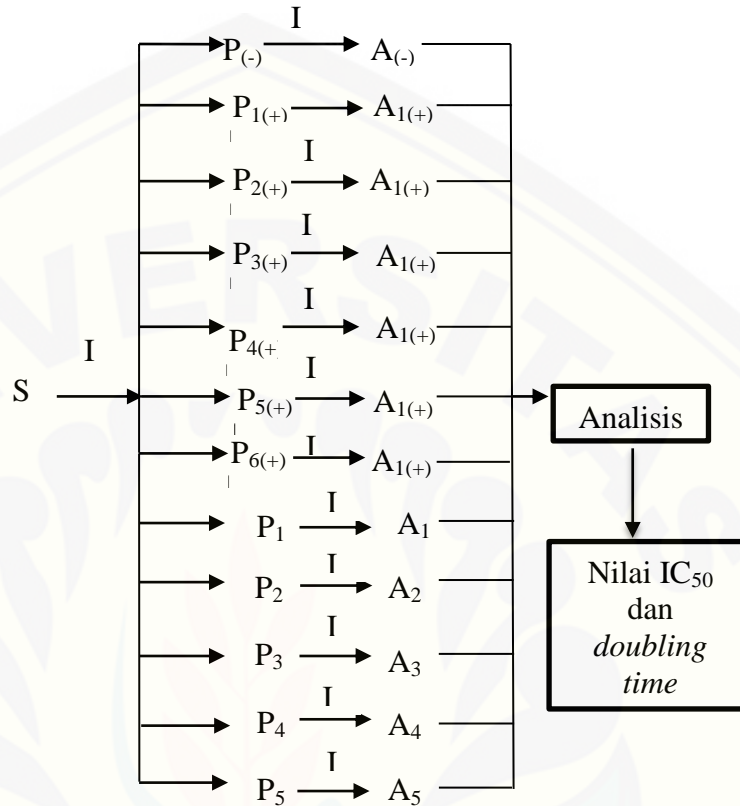 I
P(-) A(-)
P1(+) A1(+)
I
P2(+) A1(+)
I
P3(+) A1(+)
I
P4(+ A1(+)
I I
S P5(+) A1(+)
Analisis
P6(+) I A1(+)
I
P1 A1
I
P2 A2
Nilai IC50
dan
doubling
time
I
P3 A3
I
P4 A4
I
P5 A5
VERSITAS